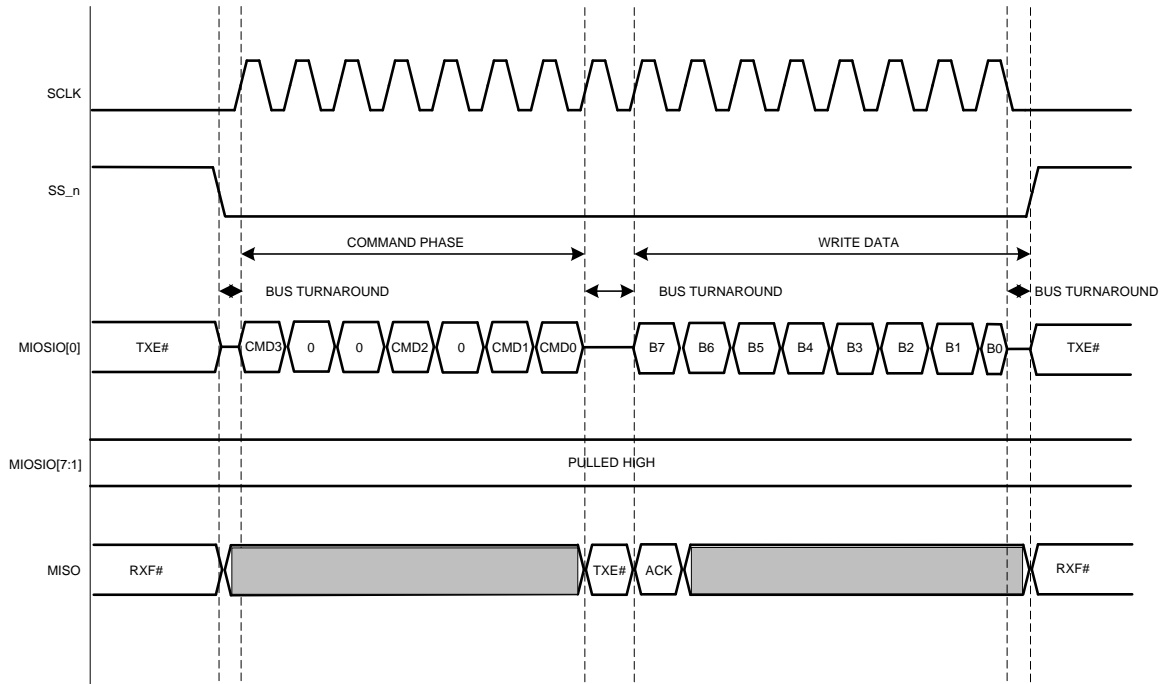 SCLK
SS_n
COMMAND PHASE WRITE DATA
BUS TURNAROUND BUS TURNAROUND BUS TURNAROUND
MIOSIO[0] TXE# CMD3 0 0 CMD2 0 CMD1 CMD0 B7 B6 B5 B4 B3 B2 B1 B0 TXE#
MIOSIO[7:1] PULLED HIGH
MISO RXF# TXE# ACK RXF#